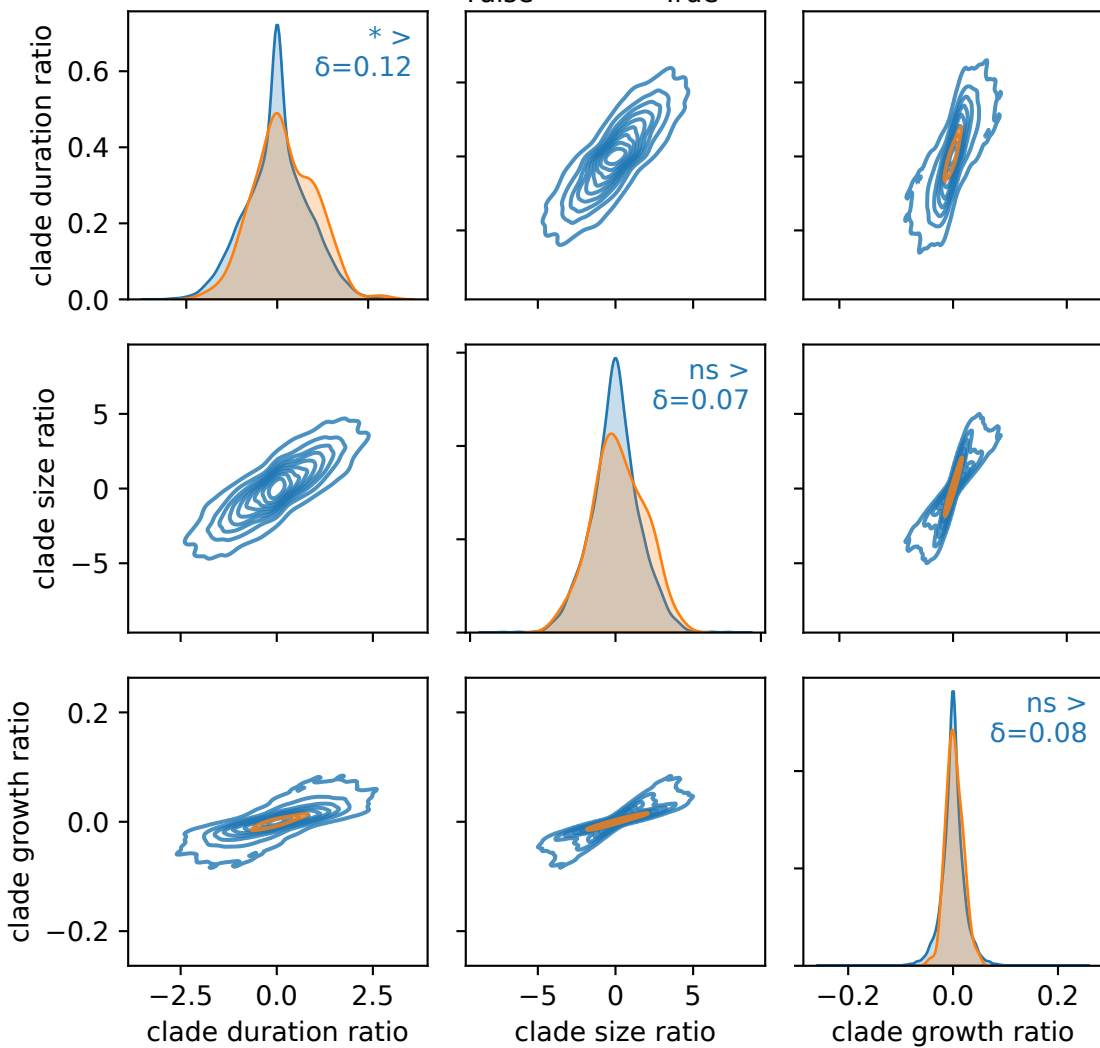 * >
δ=0.12
clade duration ratio
0.6
0.4
0.2
0.0
ns >
δ=0.07
clade size ratio
5
0
−5
ns >
δ=0.08
clade growth ratio
0.2
0.0
−0.2
−2.5 0.0 2.5
−5 0 5
−0.2 0.0 0.2
clade duration ratio
clade size ratio
clade growth ratio